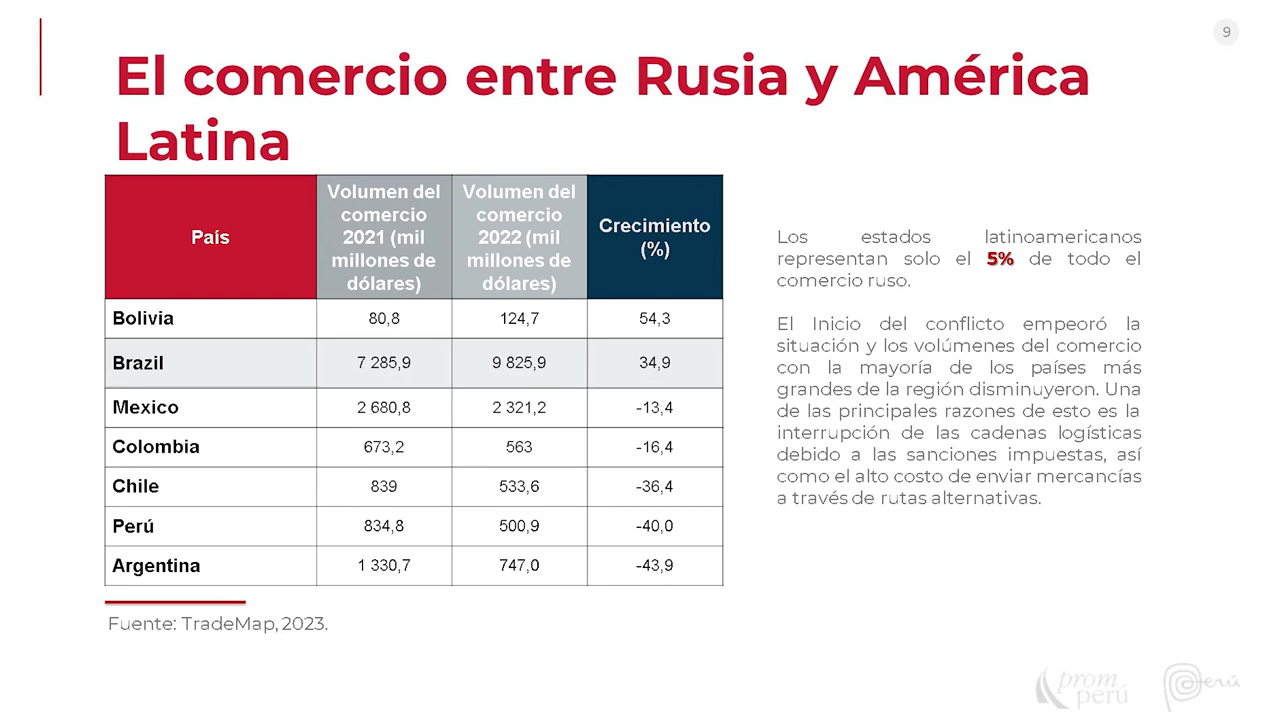 9
El comercio entre Rusia y América
Latina
País
Volumen del
comercio
2021 (mil
millones de
dólares)
Volumen del
comercio
2022 (mil
millones de
dólares)
Crecimiento
(%)
Bolivia 80,8 124,7 54,3
Brazil 7 285,9 9 825,9 34,9
Mexico 2 680,8 2 321,2 -13,4
Colombia 673,2 563 -16,4
Chile 839 533,6 -36,4
Perú 834,8 500,9 -40,0
Argentina 1 330,7 747,0 -43,9
Los estados latinoamericanos
representan solo el 5% de todo el
comercio ruso.
El Inicio del conflicto empeoró la
situación y los volúmenes del comercio
con la mayoría de los países más
grandes de la región disminuyeron. Una
de las principales razones de esto es la
interrupción de las cadenas logísticas
debido a las sanciones impuestas, así
como el alto costo de enviar mercancías
a través de rutas alternativas.
Fuente: TradeMap, 2023.
prom
perú
Perú